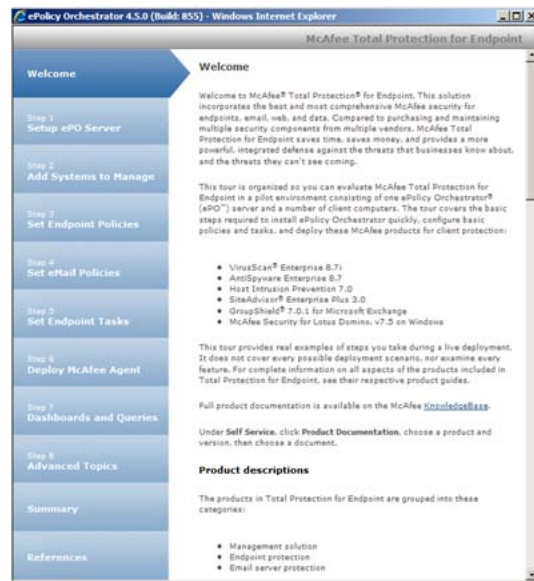 ePolicy Orchestrator 4.5.0 (Build: 855) - Windows Internet Explorer
McAfee Total Protection for Endpoint
Welcome
Step 1
Setup ePO Server
Step 2
Add Systems to Manage
Step 3
Set Endpoint Policies
Step 4
Set eMail Policies
Step 5
Set Endpoint Tasks
Step 6
Deploy McAfee Agent
Step 7
Dashboards and Queries
Step 8
Advanced Topics
Summary
References
Welcome
Welcome to McAfee® Total Protection® for Endpoint. This solution
incorporates the best and most comprehensive McAfee security for
endpoints, email, web, and data. Compared to purchasing and maintaining
multiple security components from multiple vendors, McAfee Total
Protection for Endpoint saves time, saves money, and provides a more
powerful, integrated defense against the threats that businesses know about,
and the threats they can't see coming.
This tour is organized so you can evaluate McAfee Total Protection for
Endpoint in a pilot environment consisting of one ePolicy Orchestrator®
(ePO™) server and a number of client computers. The tour covers the basic
steps required to install ePolicy Orchestrator quickly, configure basic
policies and tasks, and deploy these McAfee products for client protection:
• VirusScan® Enterprise 8.7i
• AntiSpyware Enterprise 8.7
• Host Intrusion Prevention 7.0
• SiteAdvisor® Enterprise Plus 3.0
• GroupShield® 7.0.1 for Microsoft Exchange
• McAfee Security for Lotus Domino, v7.5 on Windows
This tour provides real examples of steps you take during a live deployment.
It does not cover every possible deployment scenario, nor examine every
feature. For complete information on all aspects of the products included in
Total Protection for Endpoint, see their respective product guides.
Full product documentation is available on the McAfee KnowledgeBase.
Under Self Service, click Product Documentation, choose a product and
version, then choose a document.
Product descriptions
The products in Total Protection for Endpoint are grouped into these
categories:
• Management solution
• Endpoint protection
• Email server protection